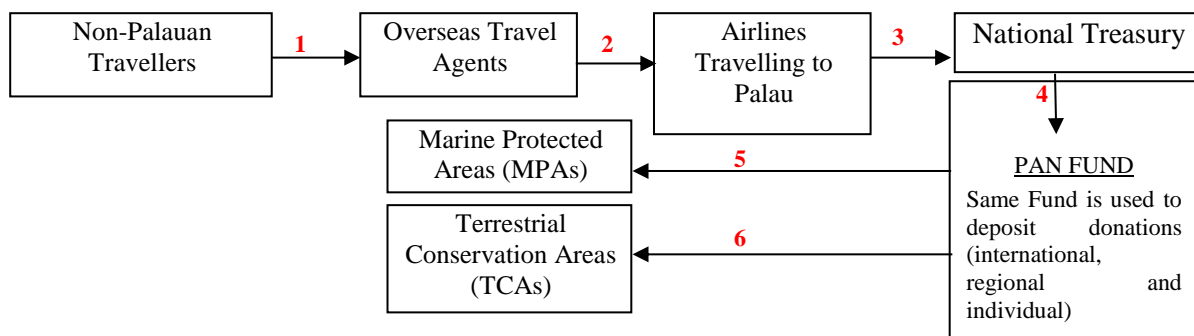 Non-Palauan
Travellers
1
Overseas Travel
Agents
2
Airlines
Travelling to
Palau
3
National Treasury
4
Marine Protected
Areas (MPAs)
5
PAN FUND
Same Fund is used to
deposit donations
(international,
regional and
individual)
Terrestrial
Conservation Areas
(TCAs)
6